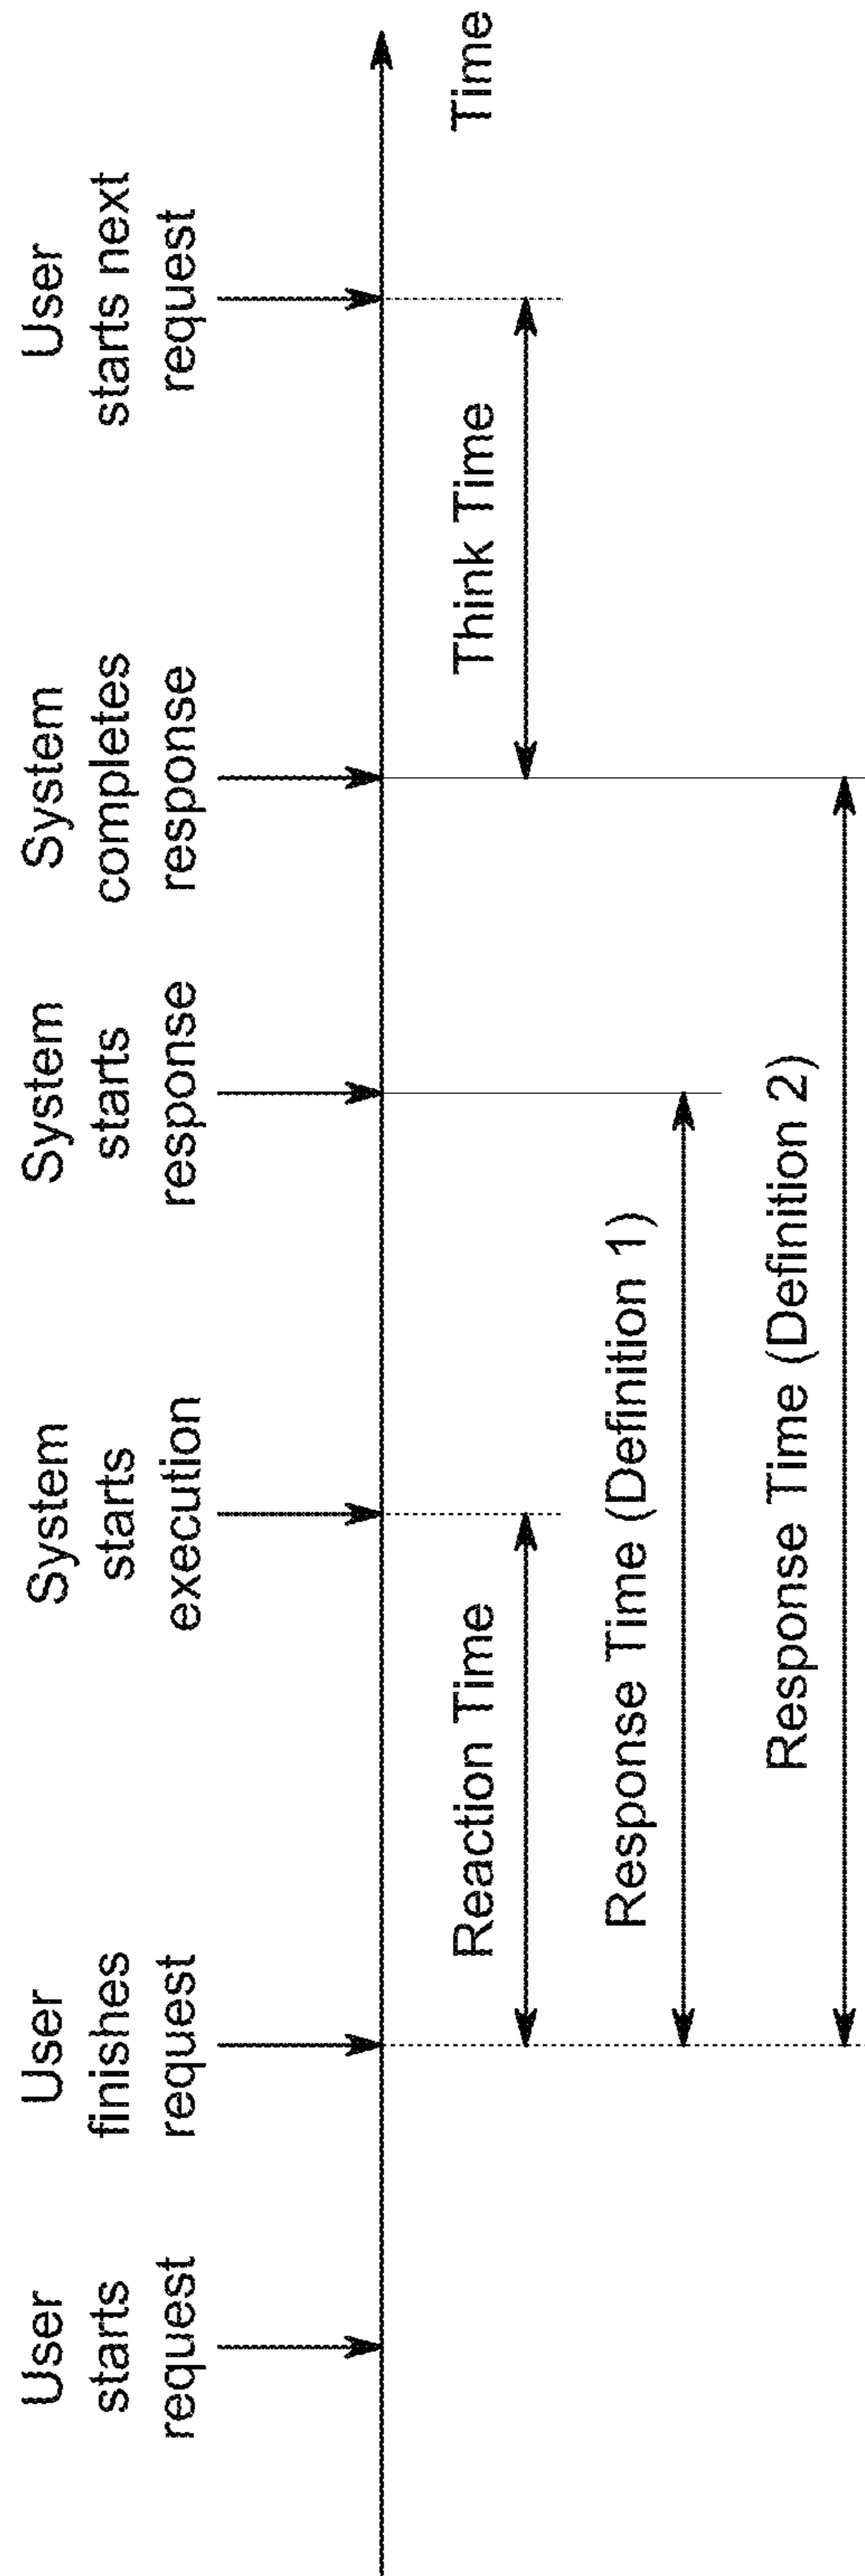 User
starts
request
User
finishes
request
System
starts
execution
System
starts
response
System
completes
response
User
starts next
request
Time
Reaction Time
Think Time
Response Time (Definition 1)
Response Time (Definition 2)